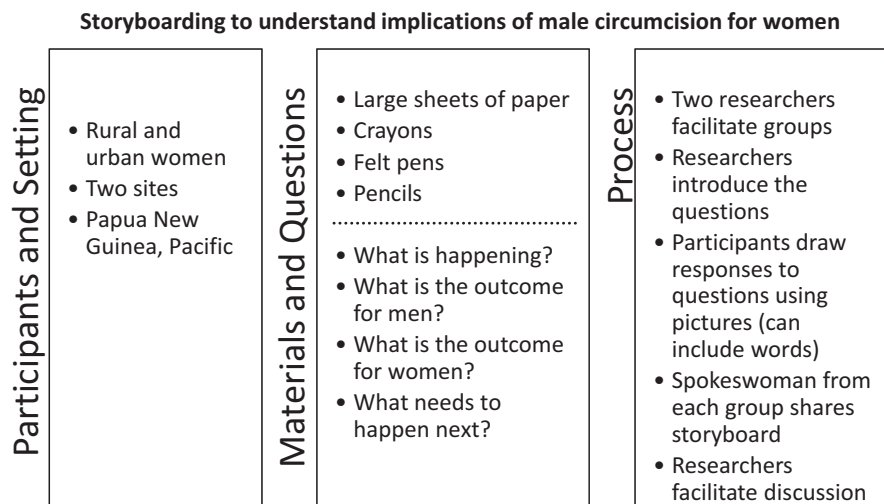 Storyboarding to understand implications of male circumcision for women
Participants and Setting
• Rural and
urban women
• Two sites
• Papua New
Guinea, Pacific
Materials and Questions
• Large sheets of paper
• Crayons
• Felt pens
• Pencils
• What is happening?
• What is the outcome
for men?
• What is the outcome
for women?
• What needs to
happen next?
Process
• Two researchers
facilitate groups
• Researchers
introduce the
questions
• Participants draw
responses to
questions using
pictures (can
include words)
• Spokeswoman from
each group shares
storyboard
• Researchers
facilitate discussion